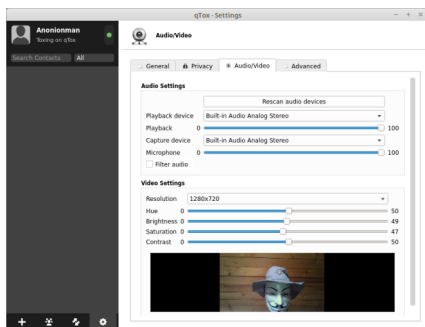 qTox - Settings
Anonionman
Toxing on qTox
Search Contacts
All
Audio/Video
General
Privacy
Audio/Video
Advanced
Audio Settings
Rescan audio devices
Playback device
Built-in Audio Analog Stereo
Playback 0 100
Capture device
Built-in Audio Analog Stereo
Microphone 0 100
Filter audio
Video Settings
Resolution 1280x720
Hue 0 50
Brightness 0 49
Saturation 0 47
Contrast 0 50